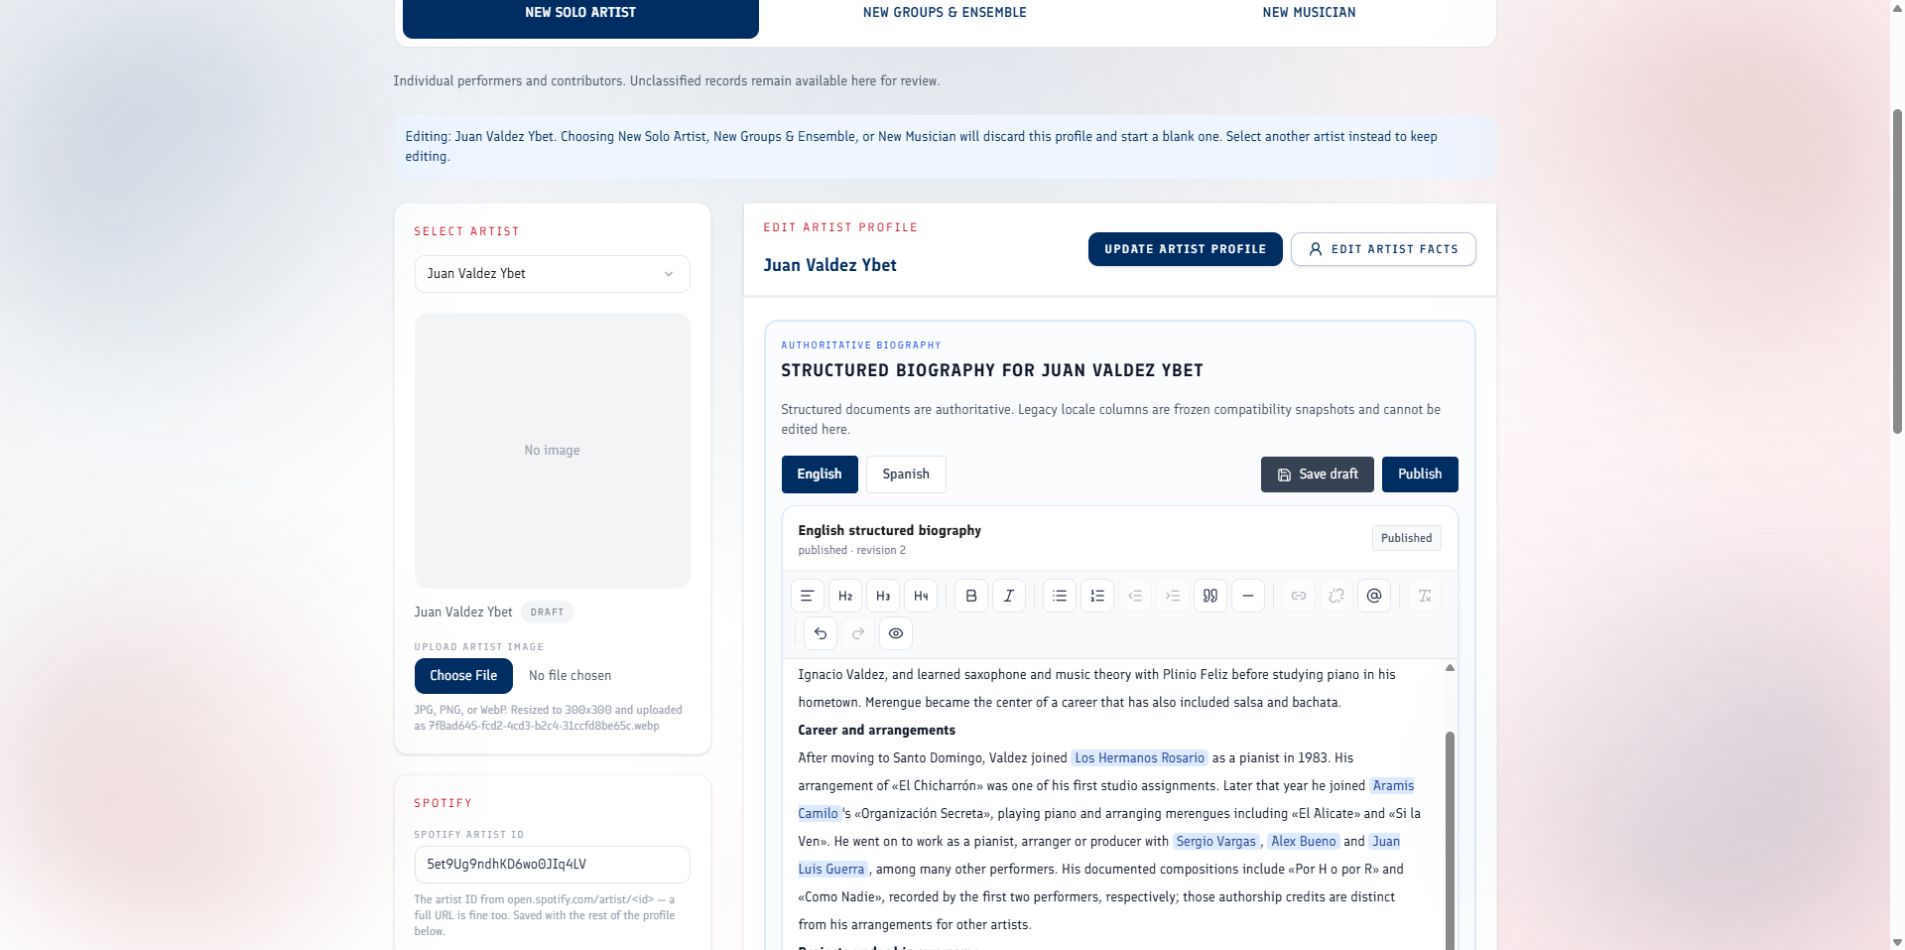 NEW SOLO ARTIST
NEW GROUPS & ENSEMBLE
NEW MUSICIAN
Individual performers and contributors. Unclassified records remain available here for review.
Editing: Juan Valdez Ybet. Choosing New Solo Artist, New Groups & Ensemble, or New Musician will discard this profile and start a blank one. Select another artist instead to keep
editing.
SELECT ARTIST
Juan Valdez Ybet
No image
Juan Valdez Ybet DRAFT
UPLOAD ARTIST IMAGE
Choose File No file chosen
JPG, PNG, or WebP. Resized to 300x300 and uploaded
as 7f8ad645-fcd2-4cd3-b2c4-31ccfd8be65c.webp
SPOTIFY
SPOTIFY ARTIST ID
5et9Ug9ndhKD6wo0JIq4LV
The artist ID from open.spotify.com/artist/<id> — a
full URL is fine too. Saved with the rest of the profile
below.
EDIT ARTIST PROFILE
Juan Valdez Ybet
UPDATE ARTIST PROFILE
EDIT ARTIST FACTS
AUTHORITATIVE BIOGRAPHY
STRUCTURED BIOGRAPHY FOR JUAN VALDEZ YBET
Structured documents are authoritative. Legacy locale columns are frozen compatibility snapshots and cannot be
edited here.
English
Spanish
Save draft
Publish
English structured biography
published · revision 2
Published
H2 H3 H4 B I @
Ignacio Valdez, and learned saxophone and music theory with Plinio Feliz before studying piano in his
hometown. Merengue became the center of a career that has also included salsa and bachata.
Career and arrangements
After moving to Santo Domingo, Valdez joined Los Hermanos Rosario as a pianist in 1983. His
arrangement of «El Chicharrón» was one of his first studio assignments. Later that year he joined Aramis
Camilo 's «Organización Secreta», playing piano and arranging merengues including «El Alicate» and «Si la
Ven». He went on to work as a pianist, arranger or producer with Sergio Vargas , Alex Bueno and Juan
Luis Guerra , among many other performers. His documented compositions include «Por H o por R» and
«Como Nadie», recorded by the first two performers, respectively; those authorship credits are distinct
from his arrangements for other artists.